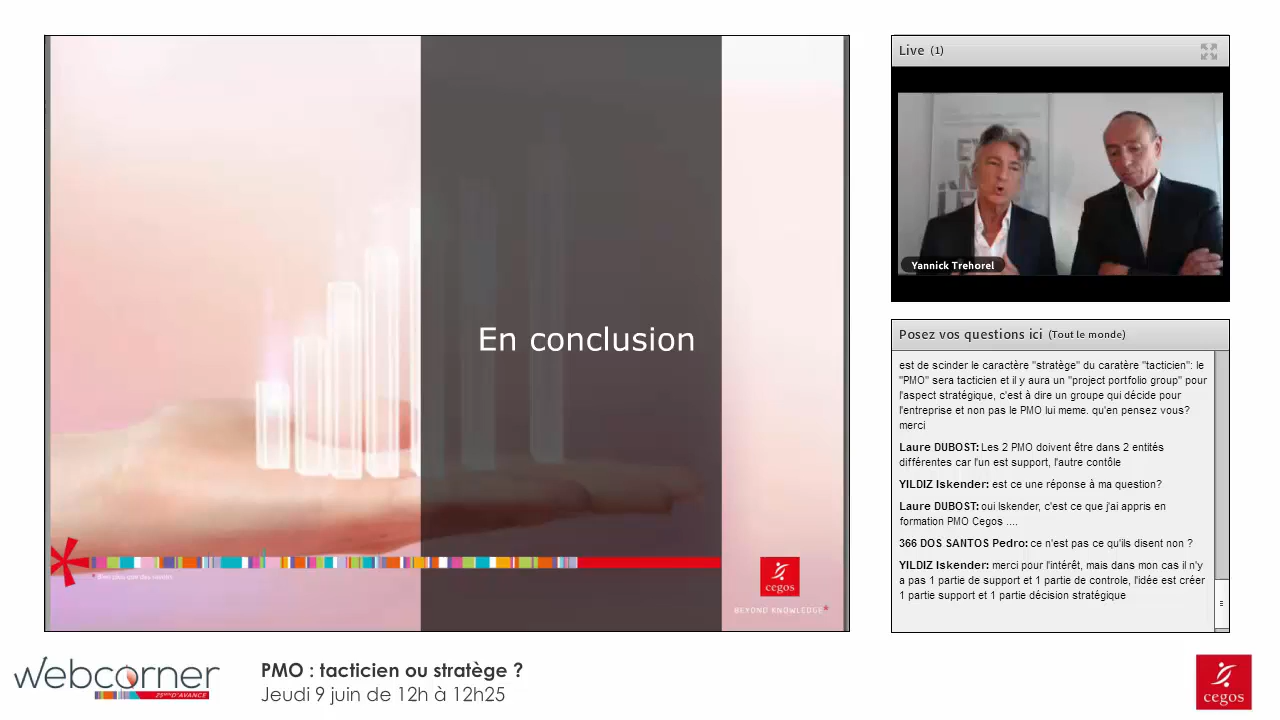 En conclusion
cegos
BEYOND KNOWLEDGE*
Live (1)
Yannick Trehorel
Posez vos questions ici (Tout le monde)
est de scinder le caractère "stratège" du caratère "tacticien": le
"PMO" sera tacticien et il y aura un "project portfolio group" pour
l'aspect stratégique, c'est à dire un groupe qui décide pour
l'entreprise et non pas le PMO lui meme. qu'en pensez vous?
merci
Laure DUBOST: Les 2 PMO doivent être dans 2 entités
différentes car l'un est support, l'autre contôle
YILDIZ Iskender: est ce une réponse à ma question?
Laure DUBOST: oui Iskender, c'est ce que j'ai appris en
formation PMO Cegos ....
366 DOS SANTOS Pedro: ce n'est pas ce qu'ils disent non ?
YILDIZ Iskender: merci pour l'intérêt, mais dans mon cas il n'y
a pas 1 partie de support et 1 partie de controle, l'idée est créer
1 partie support et 1 partie décision stratégique
webcorner
D'AVANCE
PMO : tacticien ou stratège ?
Jeudi 9 juin de 12h à 12h25
cegos